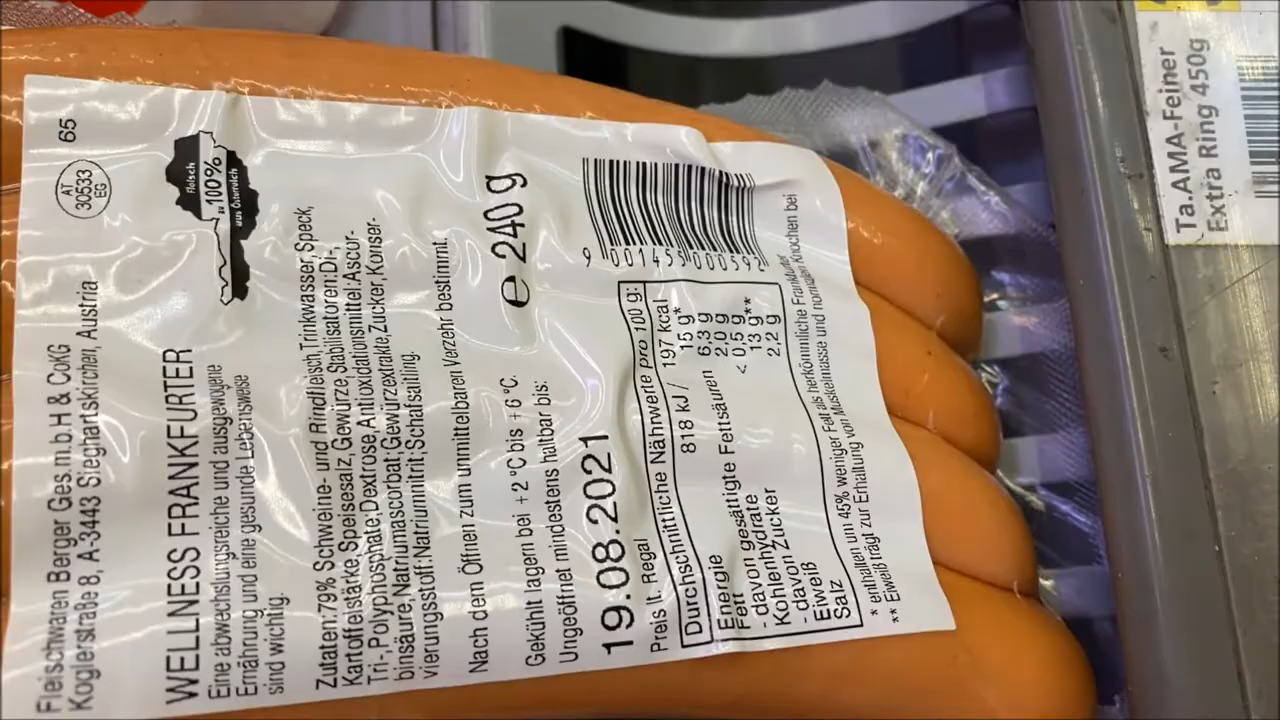 Fleischwaren Berger Ges.m.b.H & CoKG
Koglerstraße 8, A-3443 Sieghartskirchen, Austria
AT
30533
EG
65
WELLNESS FRANKFURTER
Eine abwechslungsreiche und ausgewogene
Ernährung und eine gesunde Lebensweise
sind wichtig.
Fleisch
zu 100%
aus Österreich
Zutaten:79% Schweine- und Rindfleisch,Trinkwasser,Speck,
Kartoffelstärke,Speisesalz,Gewürze,Stabilisatoren:Di-,
Tri-,Polyphosphate;Dextrose,Antioxidationsmittel:Ascor-
binsäure,Natriumascorbat;Gewürzextrakte,Zucker,Konser-
vierungsstoff:Natriumnitrit;Schafsaitling.
Nach dem Öffnen zum unmittelbaren Verzehr bestimmt.
Gekühlt lagern bei +2 °C bis +6 °C.
Ungeöffnet mindestens haltbar bis:
e 240 g
19.08.2021
Preis lt. Regal
9 001455 000592
Durchschnittliche Nährwerte pro 100 g:
Energie 818 kJ / 197 kcal
Fett 15 g*
- davon gesättigte Fettsäuren 6,3 g
Kohlenhydrate 2,0 g
- davon Zucker < 0,5 g
Eiweiß 13 g**
Salz 2,2 g
* enthalten um 45% weniger Fett als herkömmliche Frankfurter
** Eiweiß trägt zur Erhaltung von Muskelmasse und normalen Knochen bei
Ta.AMA-Feiner
Extra Ring 450g